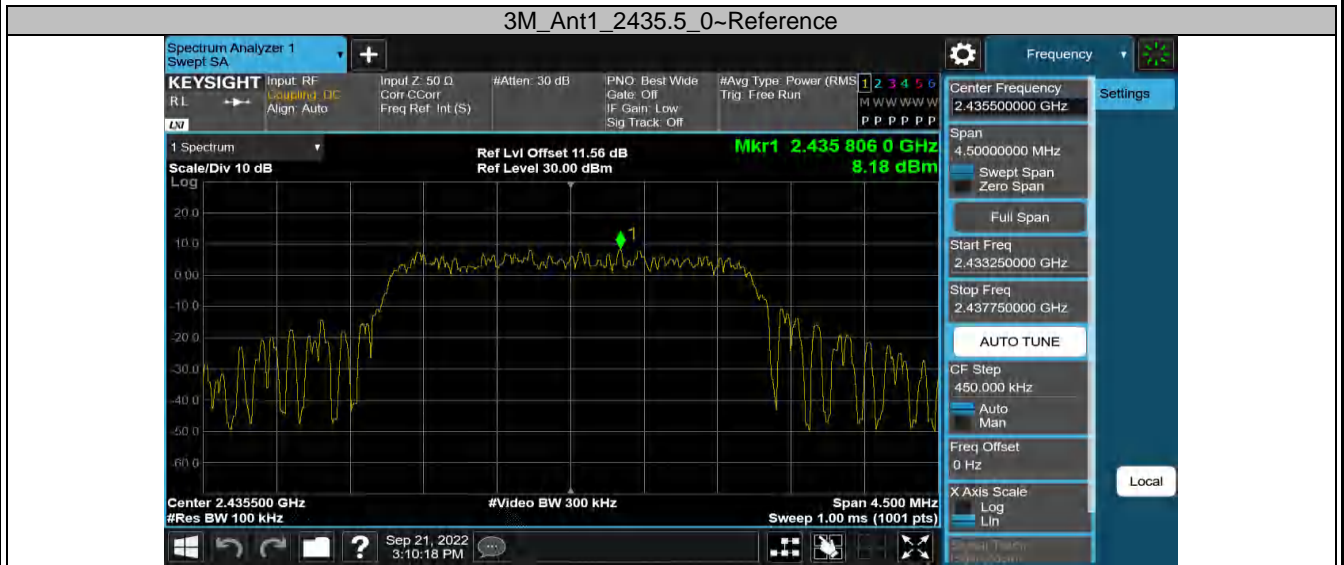 3M_Ant1_2435.5_0~Reference
Spectrum Analyzer 1
Swept SA
+
Frequency
KEYSIGHT
RL
LXI
Input: RF
Coupling: DC
Align: Auto
Input Z: 50 Ω
Corr CCorr
Freq Ref: Int (S)
#Atten: 30 dB
PNO: Best Wide
Gate: Off
IF Gain: Low
Sig Track: Off
#Avg Type: Power (RMS
Trig: Free Run
1 2 3 4 5 6
M W W W W W
P P P P P P
1 Spectrum
Scale/Div 10 dB
Ref Lvl Offset 11.56 dB
Ref Level 30.00 dBm
Mkr1 2.435 806 0 GHz
8.18 dBm
Log
20.0
10.0
0.00
-10.0
-20.0
-30.0
-40.0
-50.0
-60.0
1
Center 2.435500 GHz
#Res BW 100 kHz
#Video BW 300 kHz
Span 4.500 MHz
Sweep 1.00 ms (1001 pts)
Center Frequency
2.435500000 GHz
Settings
Span
4.50000000 MHz
Swept Span
Zero Span
Full Span
Start Freq
2.433250000 GHz
Stop Freq
2.437750000 GHz
AUTO TUNE
CF Step
450.000 kHz
Auto
Man
Freq Offset
0 Hz
X Axis Scale
Log
Lin
Local
?
Sep 21, 2022
3:10:18 PM